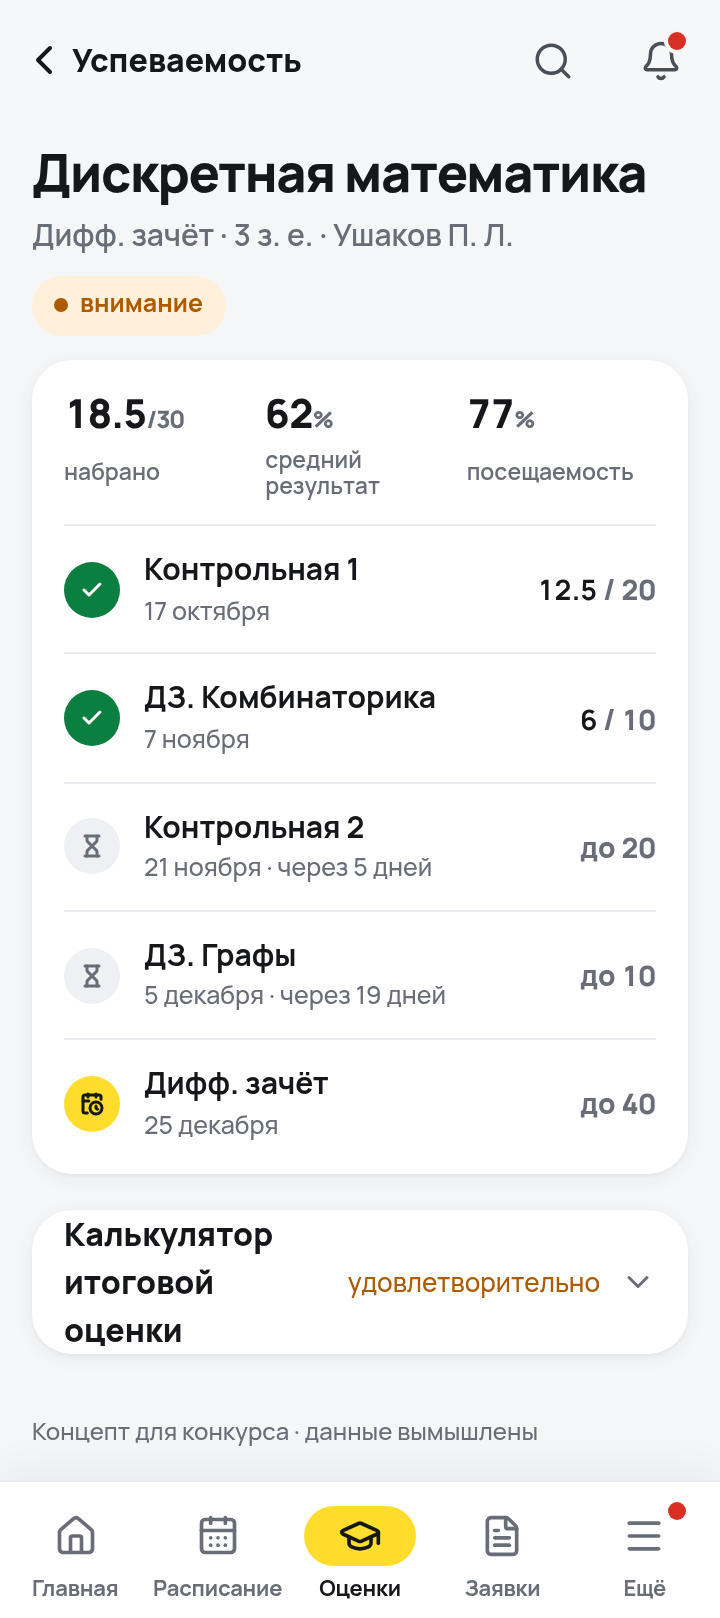 Успеваемость
Дискретная математика
Дифф. зачёт · 3 з. е. · Ушаков П. Л.
внимание
18.5/30 62% 77%
набрано средний результат посещаемость
Контрольная 1
17 октября
12.5 / 20
ДЗ. Комбинаторика
7 ноября
6 / 10
Контрольная 2
21 ноября · через 5 дней
до 20
ДЗ. Графы
5 декабря · через 19 дней
до 10
Дифф. зачёт
25 декабря
до 40
Калькулятор
итоговой
оценки
удовлетворительно
Концепт для конкурса · данные вымышлены
Главная Расписание Оценки Заявки Ещё